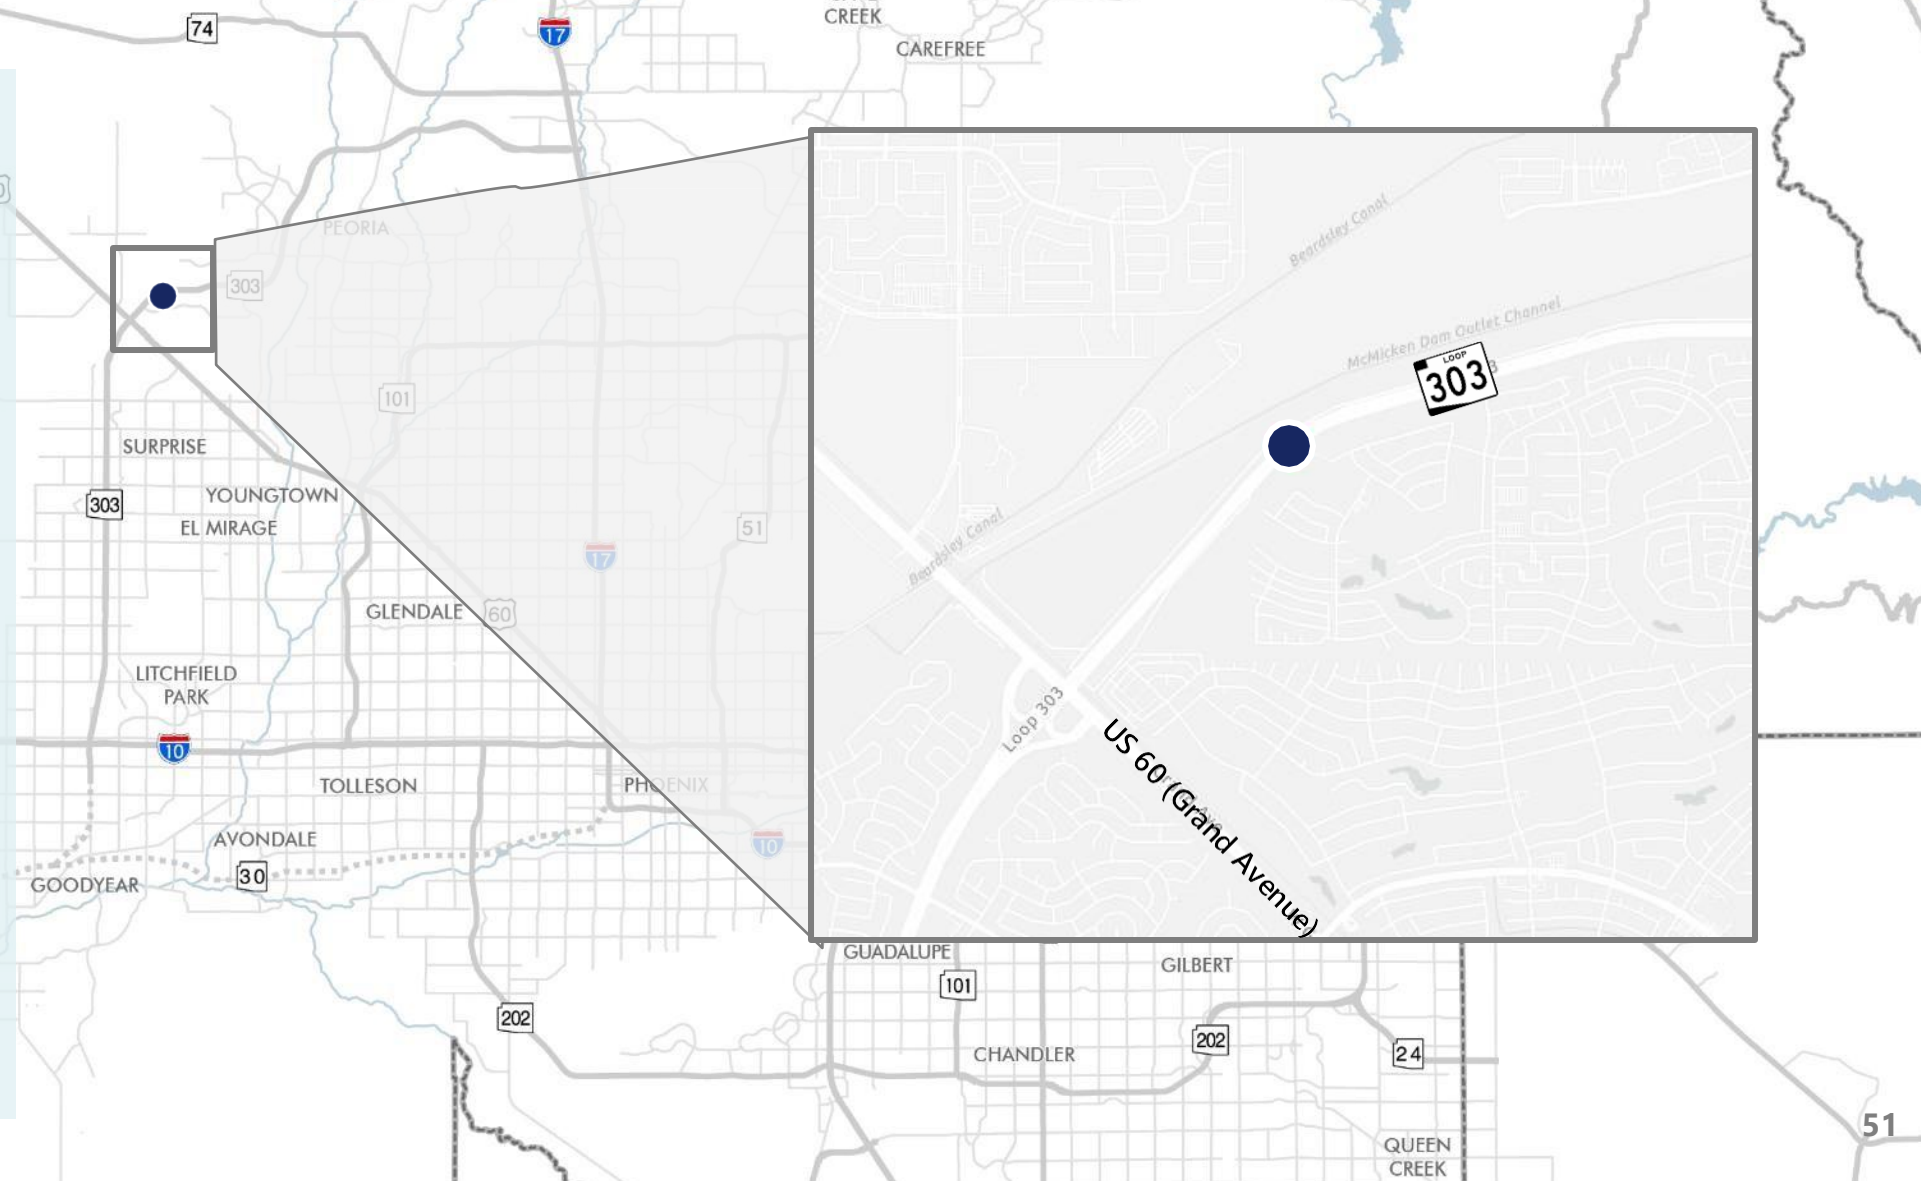 74
17
CREEK
CAREFREE
PEORIA
303
101
SURPRISE
303
YOUNGTOWN
EL MIRAGE
51
17
GLENDALE
60
LITCHFIELD
PARK
10
TOLLESON
PHOENIX
AVONDALE
10
30
GOODYEAR
Beardsley Canal
McMicken Dam Outlet Channel
LOOP
303
Beardsley Canal
Loop 303
US 60 (Grand Avenue)
GUADALUPE
101
GILBERT
202
202
CHANDLER
24
51
QUEEN
CREEK